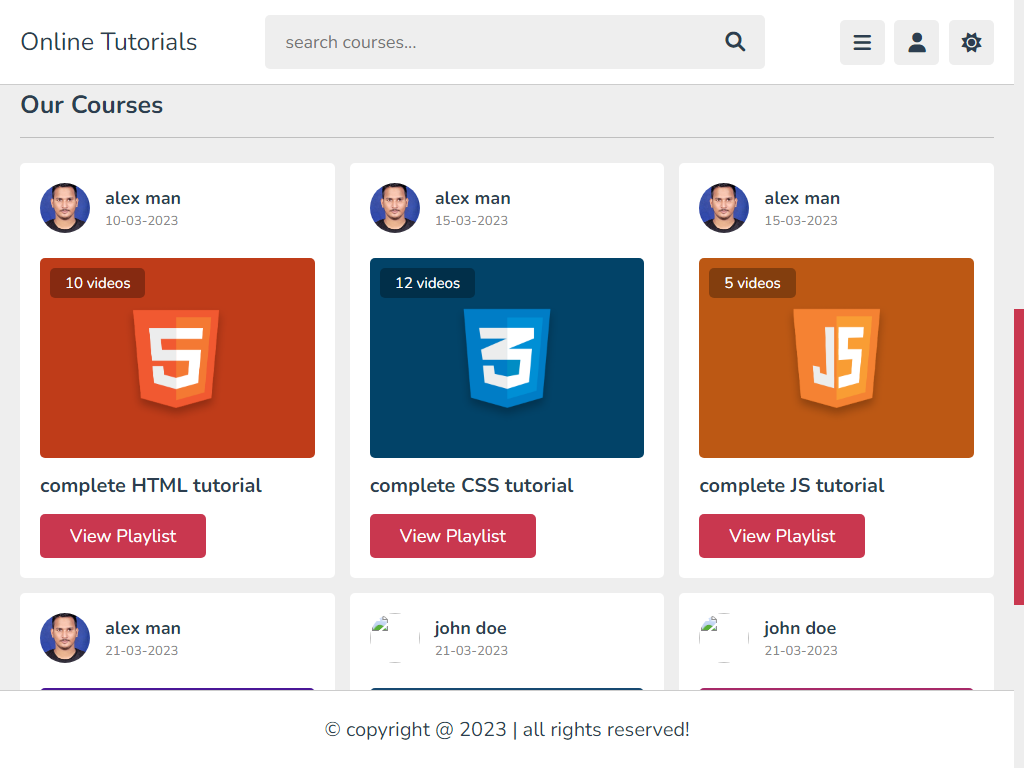 Online Tutorials
search courses...
Our Courses
alex man
10-03-2023
10 videos
complete HTML tutorial
View Playlist
alex man
15-03-2023
12 videos
complete CSS tutorial
View Playlist
alex man
15-03-2023
5 videos
JS
complete JS tutorial
View Playlist
alex man
21-03-2023
john doe
21-03-2023
john doe
21-03-2023
© copyright @ 2023 | all rights reserved!